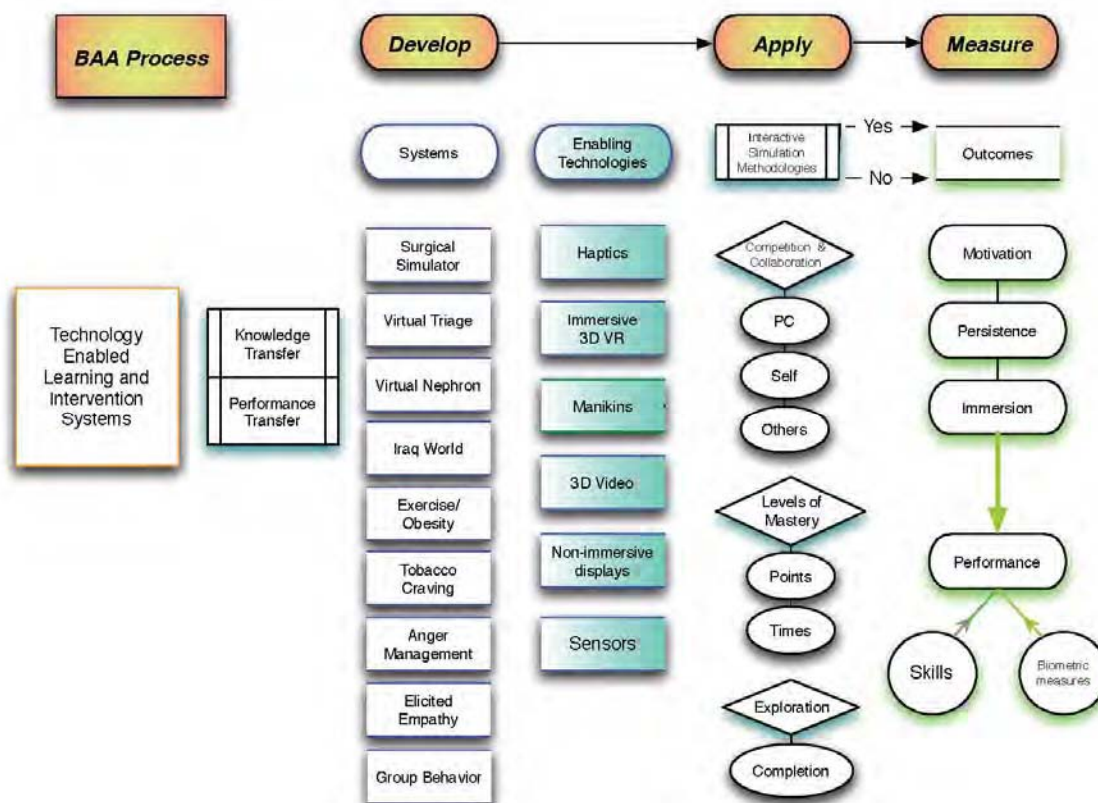 BAA Process
Develop
Apply
Measure
Systems
Enabling
Technologies
Interactive
Simulation
Methodologies
Yes
No
Outcomes
Technology
Enabled
Learning and
Intervention
Systems
Knowledge
Transfer
Performance
Transfer
Surgical
Simulator
Virtual Triage
Virtual Nephron
Iraq World
Exercise/
Obesity
Tobacco
Craving
Anger
Management
Elicited
Empathy
Group Behavior
Haptics
Immersive
3D VR
Manikins
3D Video
Non-immersive
displays
Sensors
Competition &
Collaboration
PC
Self
Others
Levels of
Mastery
Points
Times
Exploration
Completion
Motivation
Persistence
Immersion
Performance
Skills
Biometric
measures